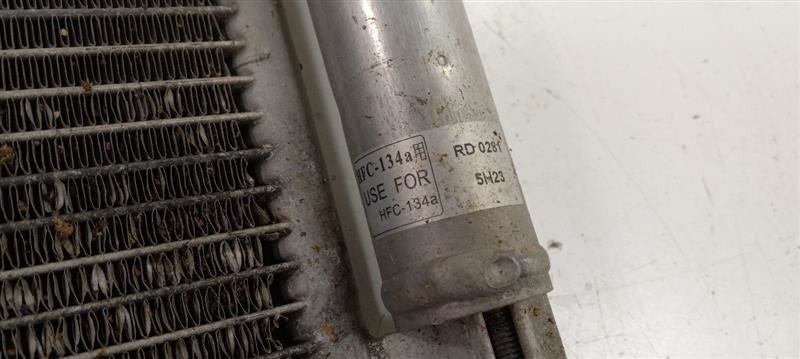 HFC-134a用
USE FOR
HFC-134a
RD 0281
5H23